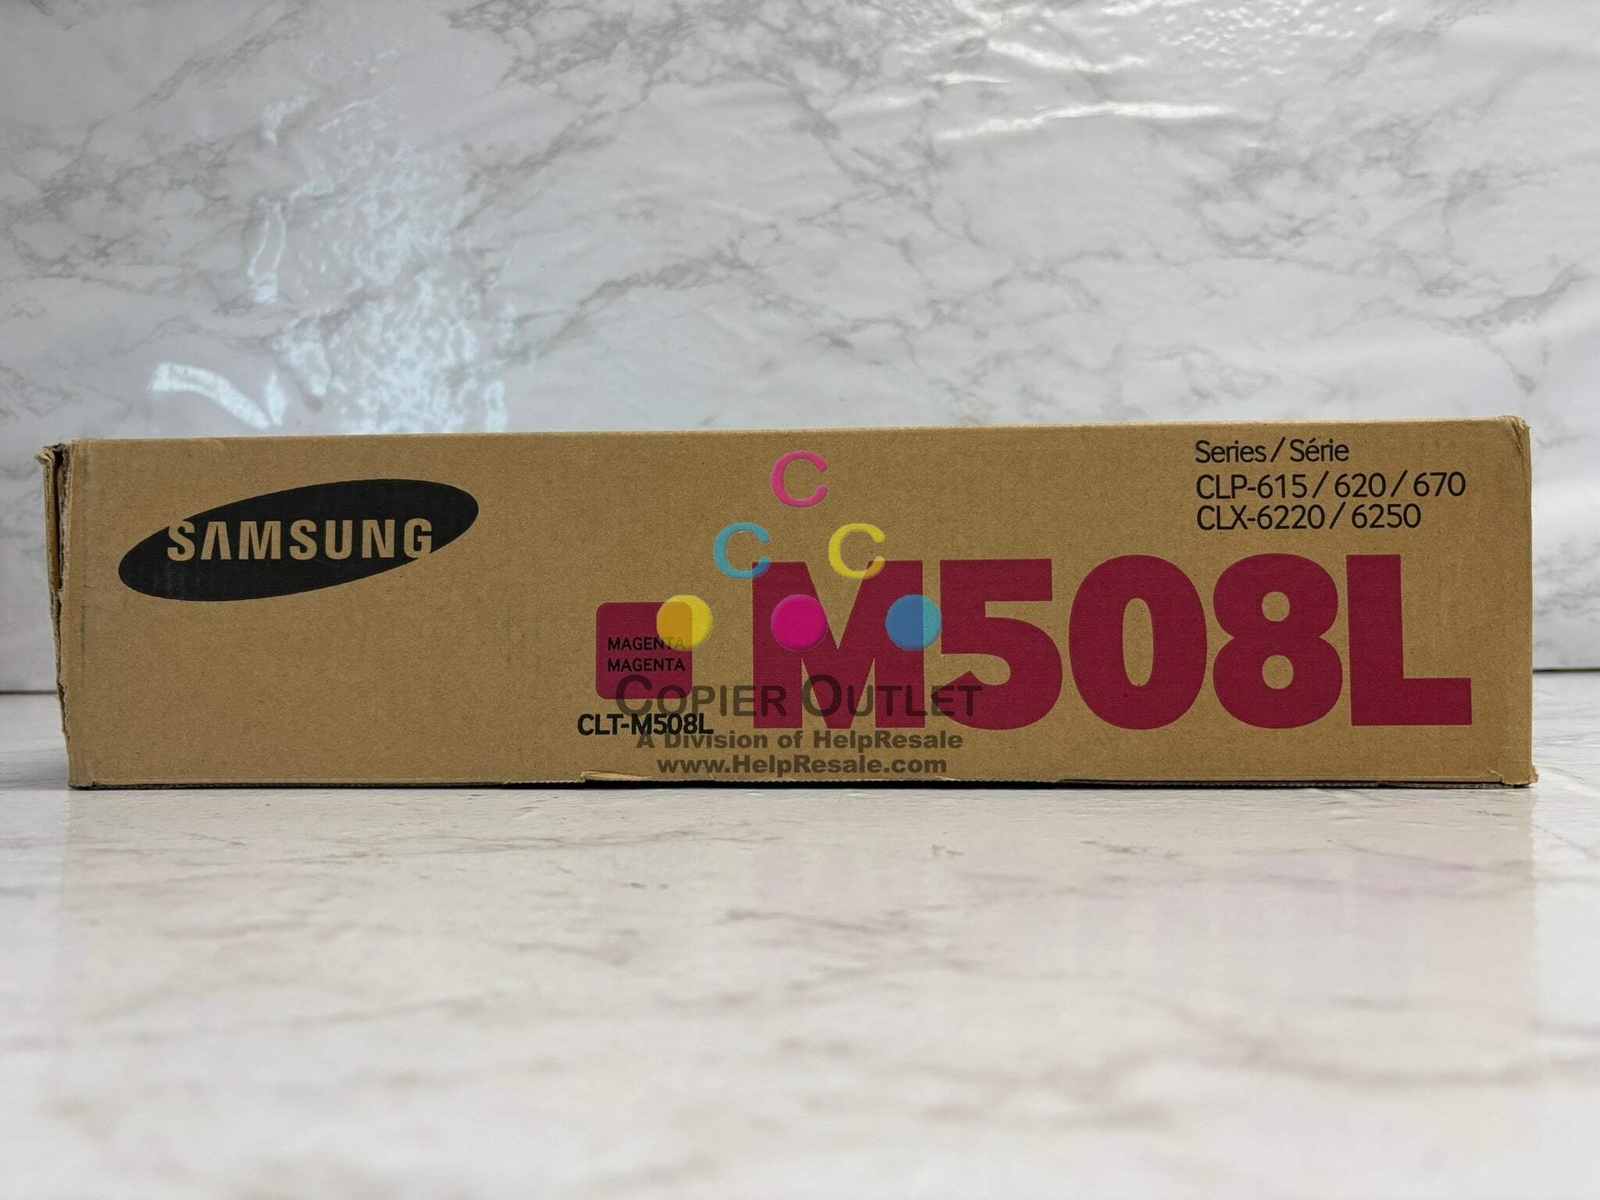 SAMSUNG
Series / Série
CLP-615 / 620 / 670
CLX-6220 / 6250
C
C C
M508L
MAGENTA
MAGENTA
CLT-M508L
COPIER OUTLET
A Division of HelpResale
www.HelpResale.com